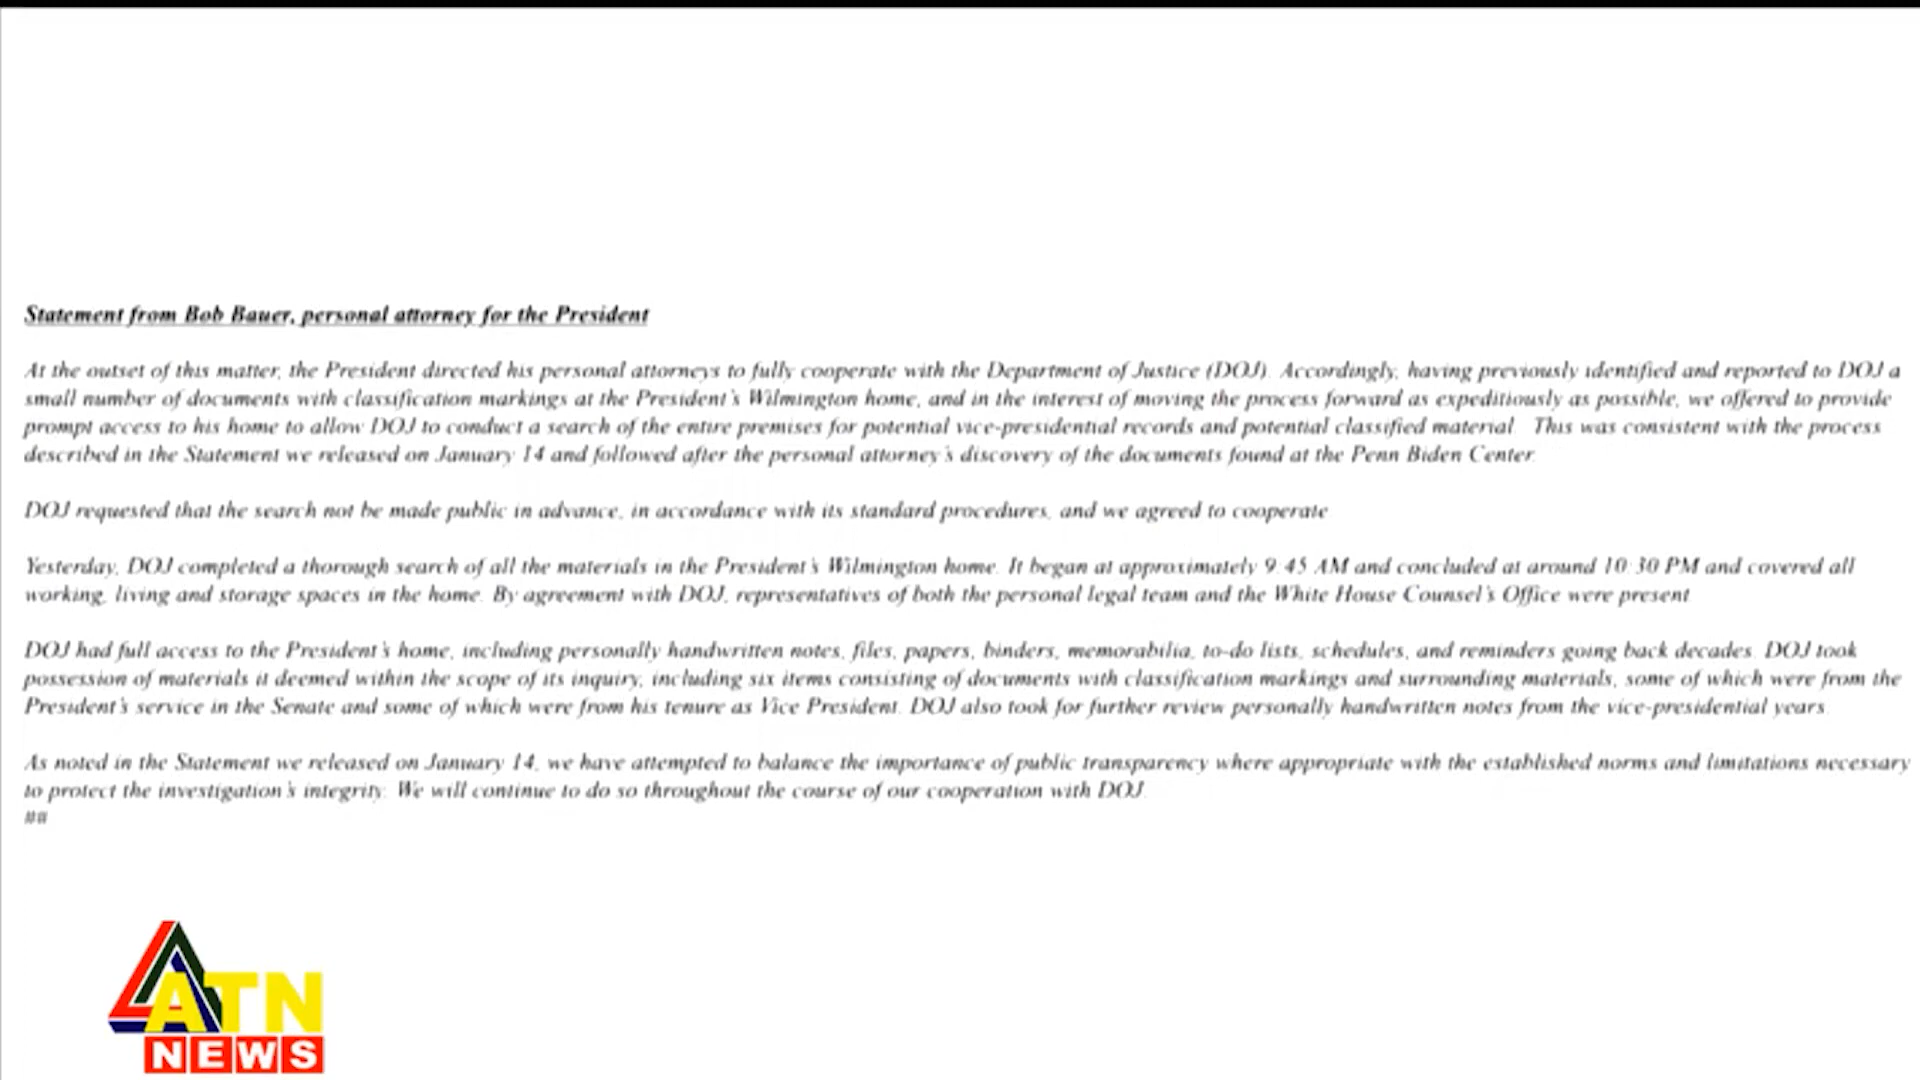 Statement from Bob Bauer, personal attorney for the President
At the outset of this matter, the President directed his personal attorneys to fully cooperate with the Department of Justice (DOJ). Accordingly, having previously identified and reported to DOJ a
small number of documents with classification markings at the President's Wilmington home, and in the interest of moving the process forward as expeditiously as possible, we offered to provide
prompt access to his home to allow DOJ to conduct a search of the entire premises for potential vice-presidential records and potential classified material. This was consistent with the process
described in the Statement we released on January 14 and followed after the personal attorney's discovery of the documents found at the Penn Biden Center.
DOJ requested that the search not be made public in advance, in accordance with its standard procedures, and we agreed to cooperate
Yesterday, DOJ completed a thorough search of all the materials in the President's Wilmington home. It began at approximately 9:45 AM and concluded at around 10:30 PM and covered all
working, living and storage spaces in the home. By agreement with DOJ, representatives of both the personal legal team and the White House Counsel's Office were present
DOJ had full access to the President's home, including personally handwritten notes, files, papers, binders, memorabilia, to-do lists, schedules, and reminders going back decades. DOJ took
possession of materials it deemed within the scope of its inquiry, including six items consisting of documents with classification markings and surrounding materials, some of which were from the
President's service in the Senate and some of which were from his tenure as Vice President. DOJ also took for further review personally handwritten notes from the vice-presidential years.
As noted in the Statement we released on January 14, we have attempted to balance the importance of public transparency where appropriate with the established norms and limitations necessary
to protect the investigation's integrity. We will continue to do so throughout the course of our cooperation with DOJ.
##
ATN
NEWS